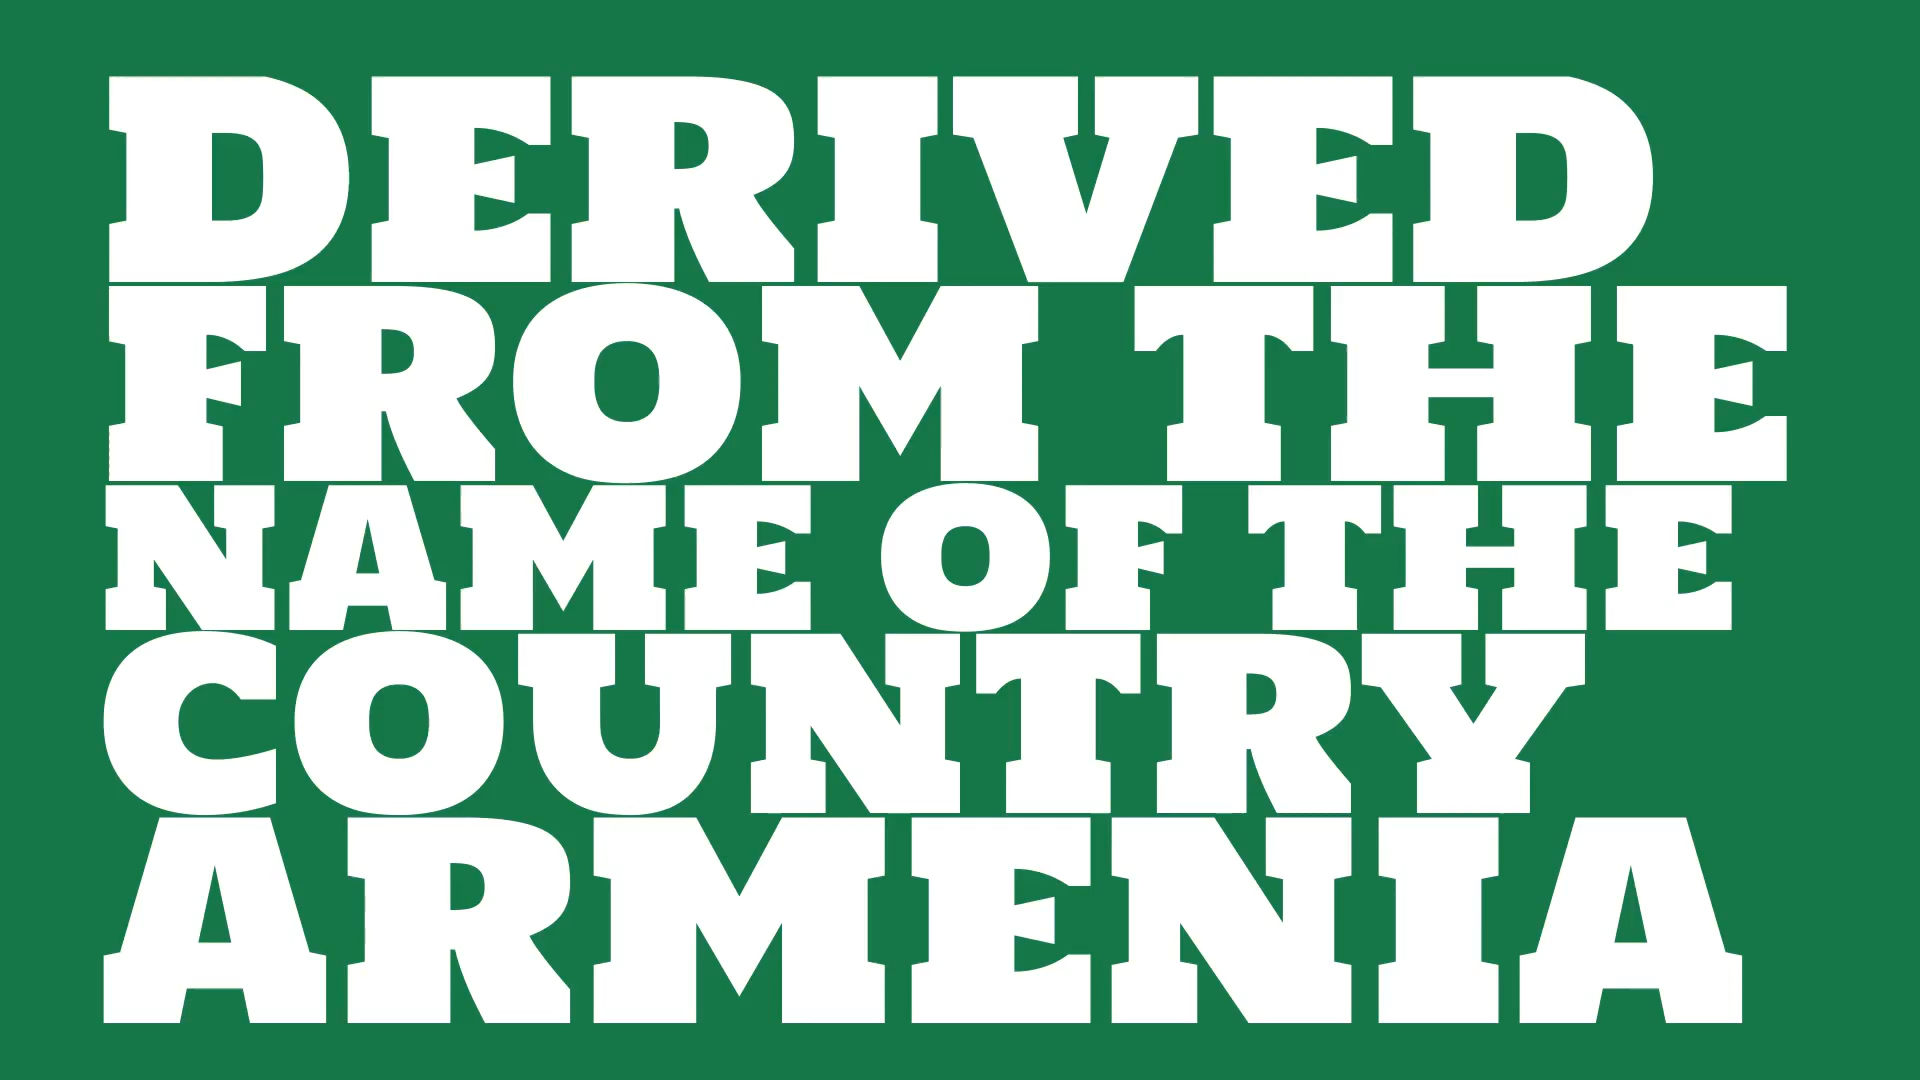 DERIVED
FROM THE
NAME OF THE
COUNTRY
ARMENIA